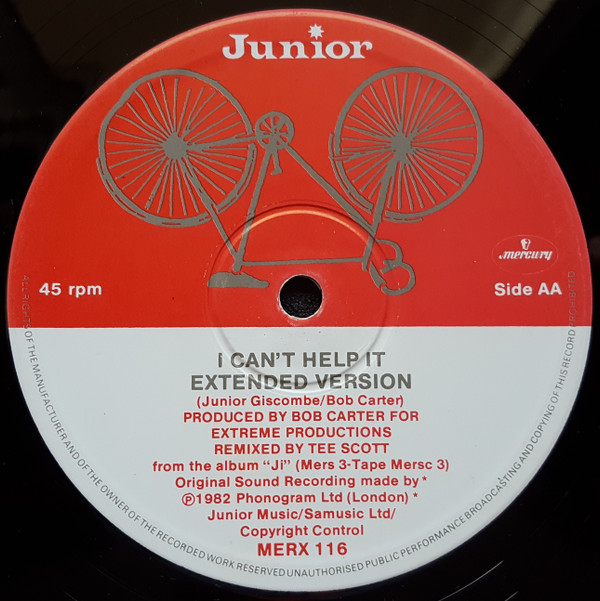 Junior
mercury
45 rpm
Side AA
I CAN'T HELP IT
EXTENDED VERSION
(Junior Giscombe/Bob Carter)
PRODUCED BY BOB CARTER FOR
EXTREME PRODUCTIONS
REMIXED BY TEE SCOTT
from the album "Ji" (Mers 3-Tape Mersc 3)
Original Sound Recording made by *
Ⓟ1982 Phonogram Ltd (London) *
Junior Music/Samusic Ltd/
Copyright Control
MERX 116
ALL RIGHTS OF THE MANUFACTURER AND OF THE OWNER OF THE RECORDED WORK RESERVED UNAUTHORISED PUBLIC PERFORMANCE BROADCASTING AND COPYING OF THIS RECORD PROHIBITED